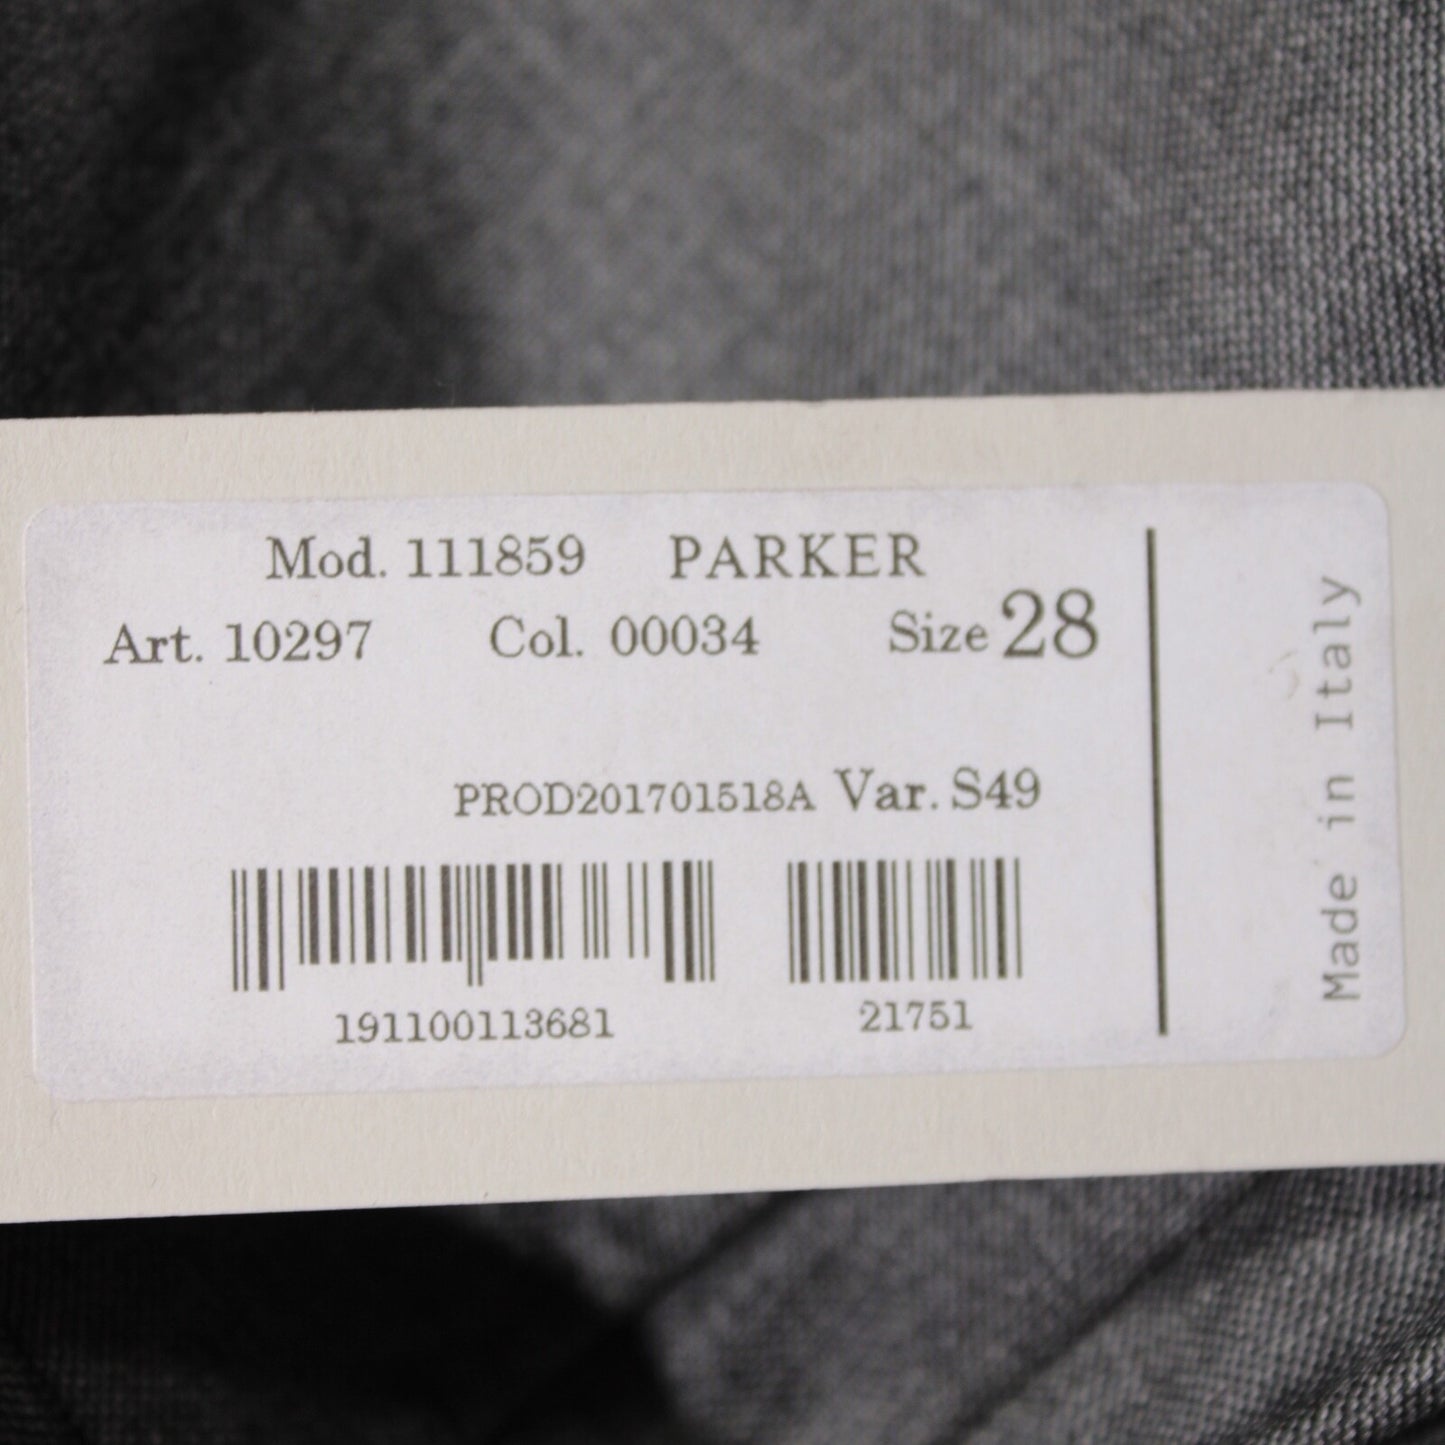 Mod. 111859 PARKER
Art. 10297 Col. 00034 Size 28
PROD201701518A Var. S49
191100113681 21751
Made in Italy